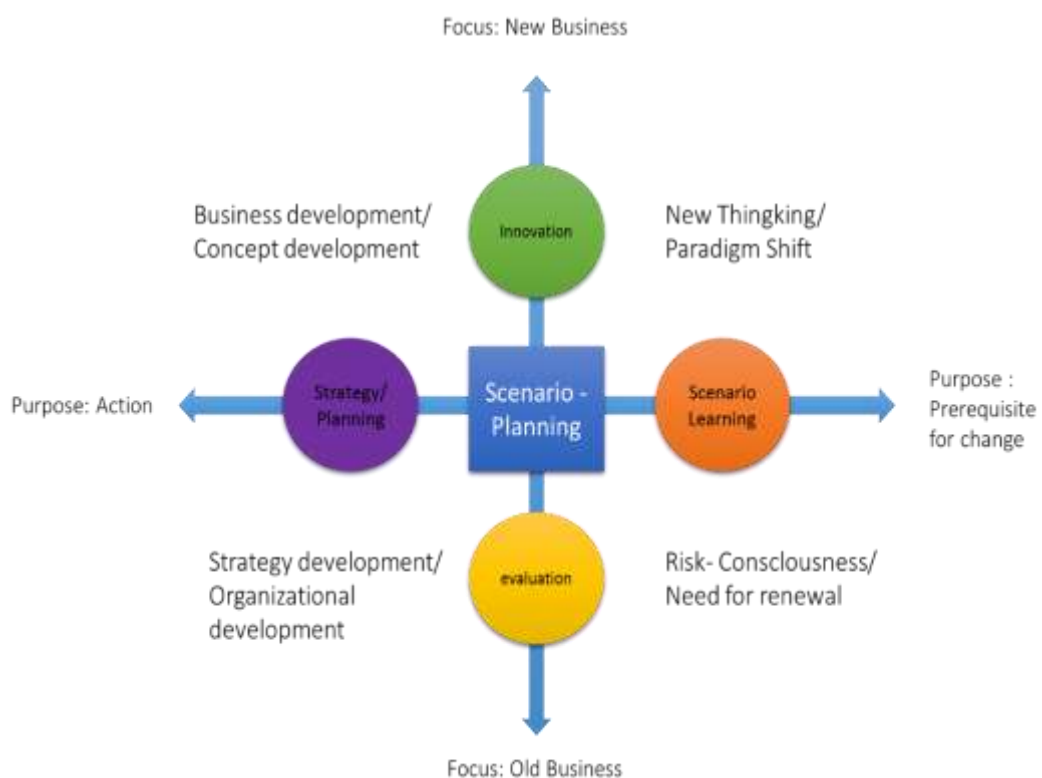 Focus: New Business
Business development/
Concept development
Innovation
New Thingking/
Paradigm Shift
Purpose: Action
Strategy/
Planning
Scenario -
Planning
Scenario
Learning
Purpose :
Prerequisite
for change
Strategy development/
Organizational
development
evaluation
Risk- Consclousness/
Need for renewal
Focus: Old Business